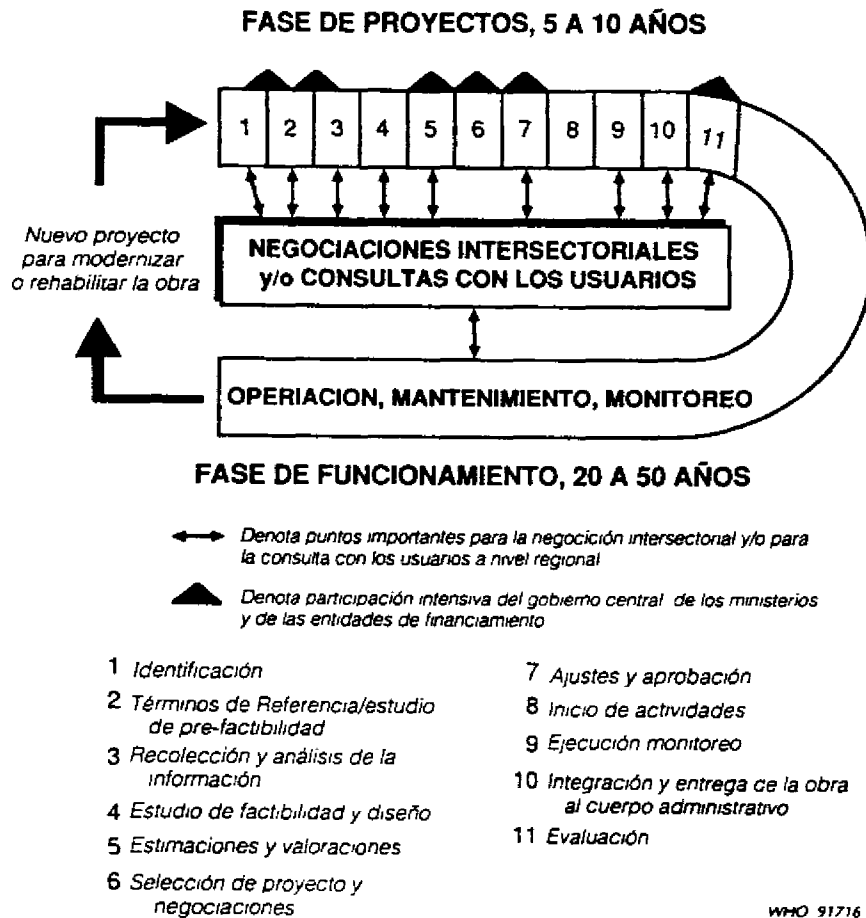 FASE DE PROYECTOS, 5 A 10 AÑOS
1 2 3 4 5 6 7 8 9 10 11
Nuevo proyecto
para modernizar
o rehabilitar la obra
NEGOCIACIONES INTERSECTORIALES
y/o CONSULTAS CON LOS USUARIOS
OPERIACION, MANTENIMIENTO, MONITOREO
FASE DE FUNCIONAMIENTO, 20 A 50 AÑOS
Denota puntos importantes para la negocición intersectorial y/o para
la consulta con los usuarios a nivel regional
Denota participación intensiva del gobierno central de los ministerios
y de las entidades de financiamiento
1 Identificación
2 Términos de Referencia/estudio
de pre-factibilidad
3 Recolección y análisis de la
información
4 Estudio de factibilidad y diseño
5 Estimaciones y valoraciones
6 Selección de proyecto y
negociaciones
7 Ajustes y aprobación
8 Inicio de actividades
9 Ejecución monitoreo
10 Integración y entrega ce la obra
al cuerpo administrativo
11 Evaluación
WHO 91716